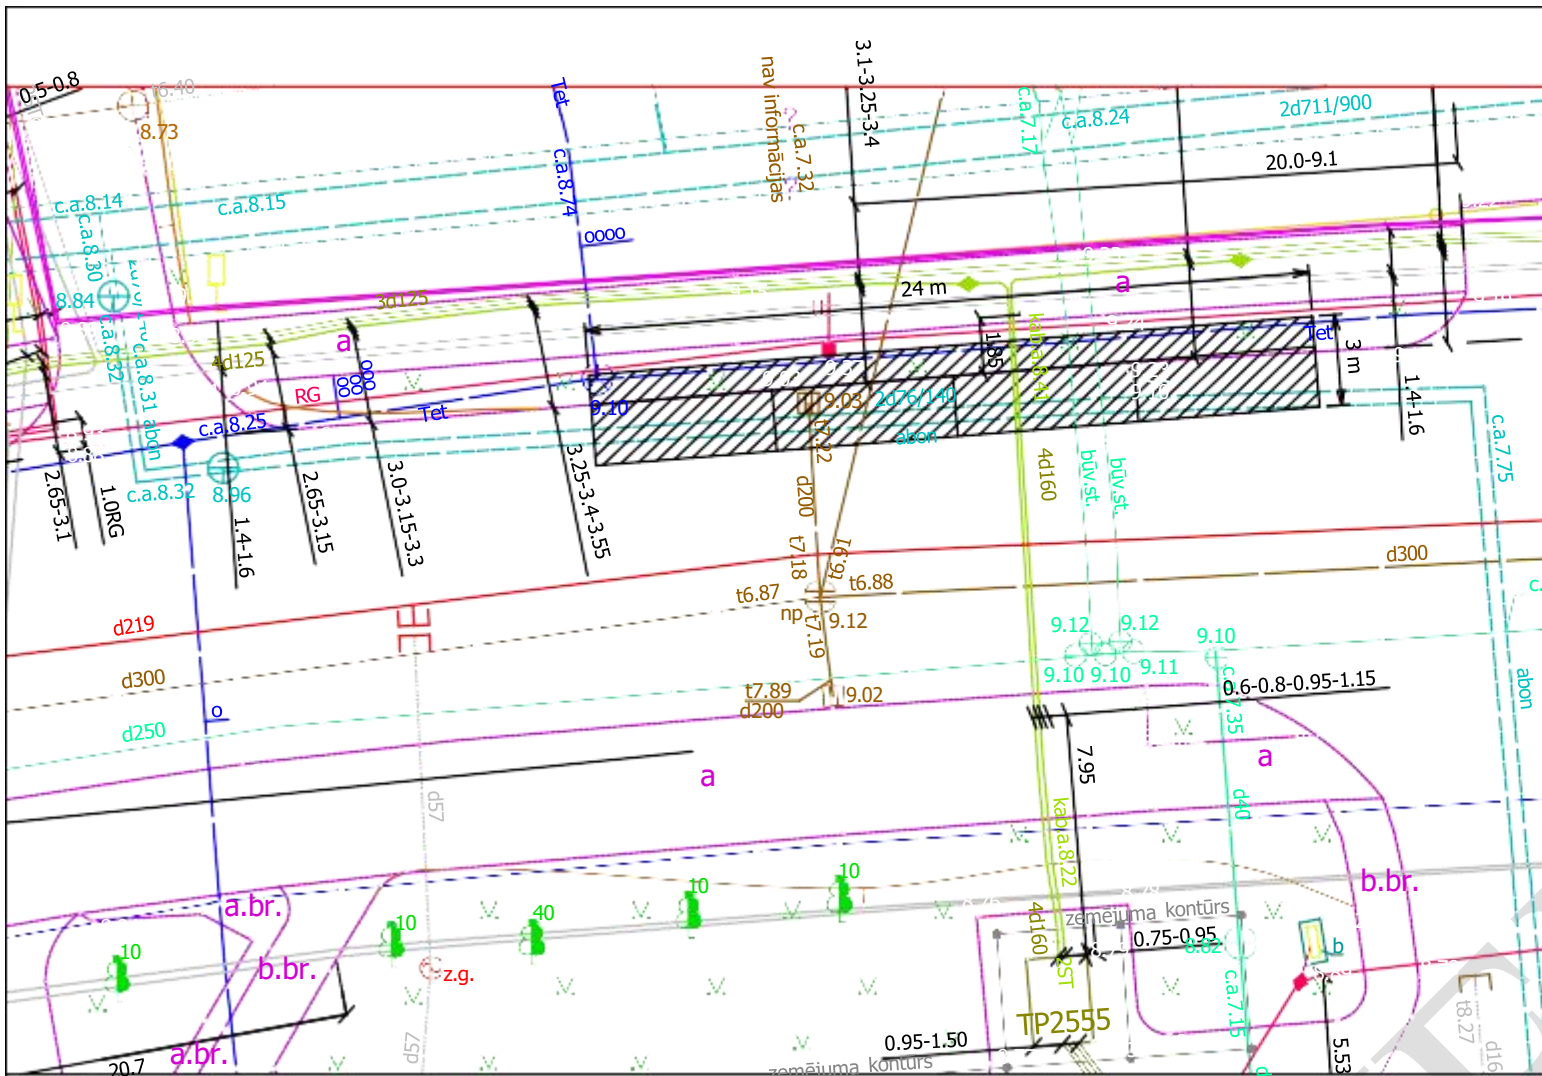 0.5-0.8
t6.40
8.73
Tet
nav informācijas
c.a.7.32
3.1-3.25-3.4
c.a.7.17
c.a.8.24
2d711/900
20.0-9.1
c.a.8.14
c.a.8.30
c.a.8.15
c.a.8.74
oooo
8.84
c.a.8.32
c.a.8.31 abon
3d125
4d125
a
24 m
a
kab.a.8.41
1.85
Tet
3 m
RG
ooo
ooo
Tet
9.10
9.03
2d76/140
abon
c.a.8.25
c.a.8.32
8.96
2.65-3.1
1.0RG
1.4-1.6
2.65-3.15
3.0-3.15-3.3
3.25-3.4-3.55
t7.22
d200
t7.18
t6.91
4d160
būv.st.
būv.st.
1.4-1.6
c.a.7.75
d300
t6.87
t6.88
np
9.12
t7.19
d219
d300
d250
o
t7.89
d200
9.02
9.12
9.12
9.10
9.10
9.10
9.11
c.a.7.35
0.6-0.8-0.95-1.15
abon
a
7.95
a
d57
kab.a.8.22
d40
a.br.
10
10
40
10
10
b.br.
b.br.
z.g.
4d160
zemējuma kontūrs
0.75-0.95
8.82
b
2ST
c.a.7.15
TP2555
0.95-1.50
zemējuma kontūrs
a.br.
20.7
d57
5.53
t8.27
d16